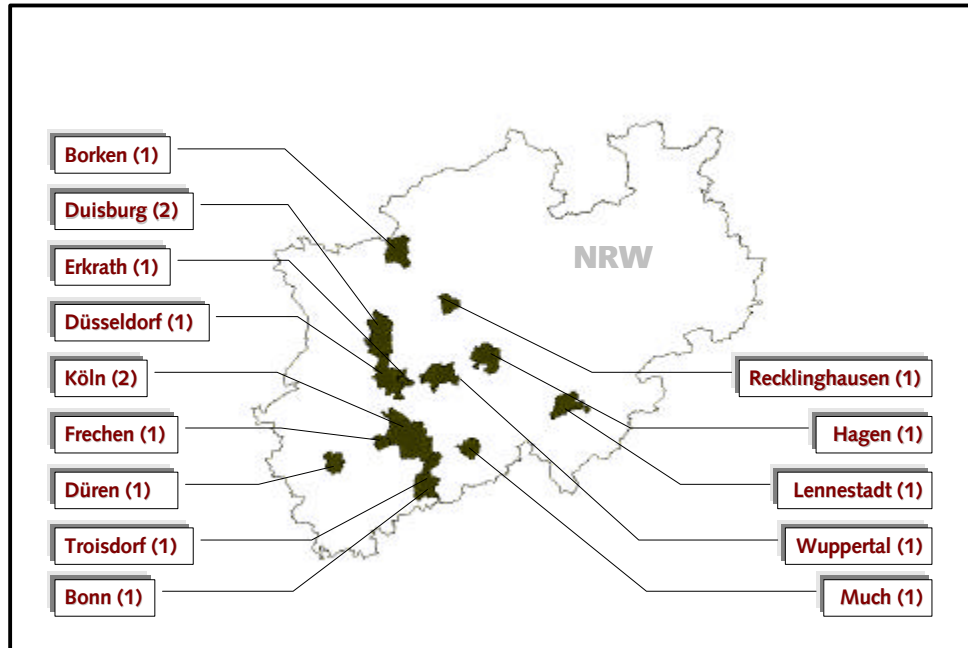 Borken (1)
Duisburg (2)
Erkrath (1)
Düsseldorf (1)
Köln (2)
Frechen (1)
Düren (1)
Troisdorf (1)
Bonn (1)
NRW
Recklinghausen (1)
Hagen (1)
Lennestadt (1)
Wuppertal (1)
Much (1)